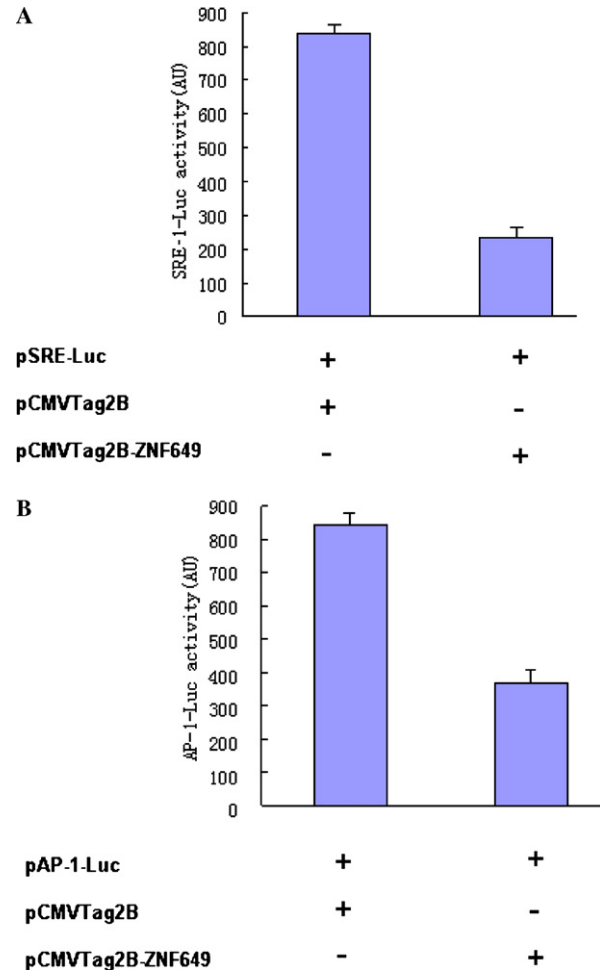 A
900
800
700
600
500
400
300
200
100
0
SRE-1-Luc activity(AU)
pSRE-Luc + +
pCMVTag2B + -
pCMVTag2B-ZNF649 - +
B
900
800
700
600
500
400
300
200
100
0
AP-1-Luc activity(AU)
pAP-1-Luc + +
pCMVTag2B + -
pCMVTag2B-ZNF649 - +